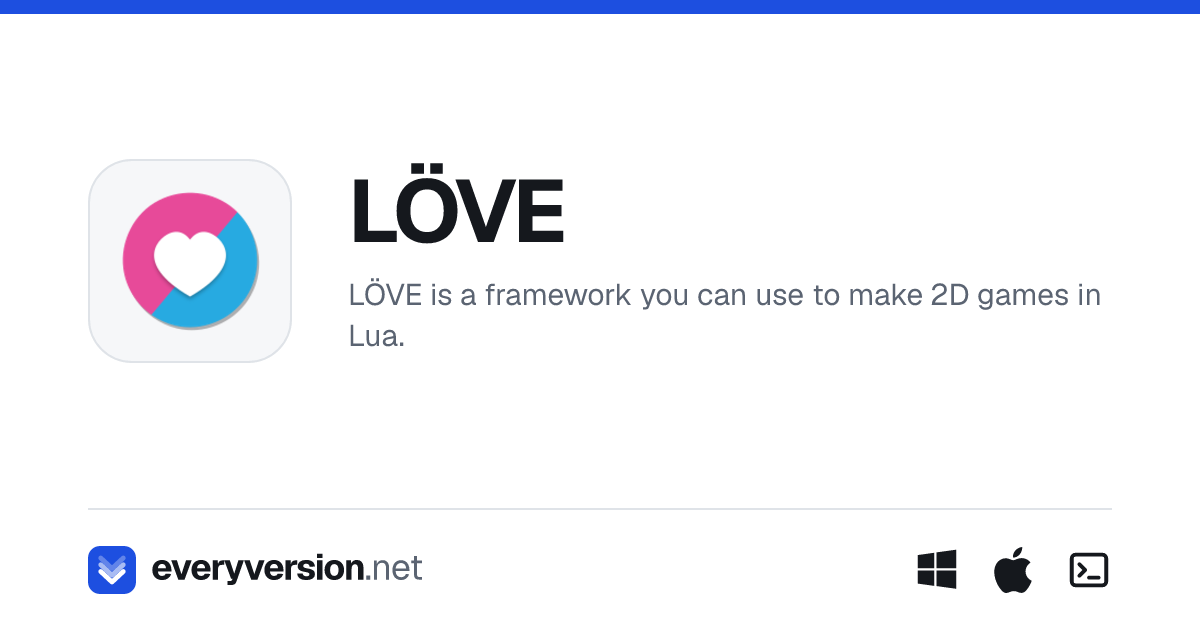 LÖVE
LÖVE is a framework you can use to make 2D games in
Lua.
everyversion.net